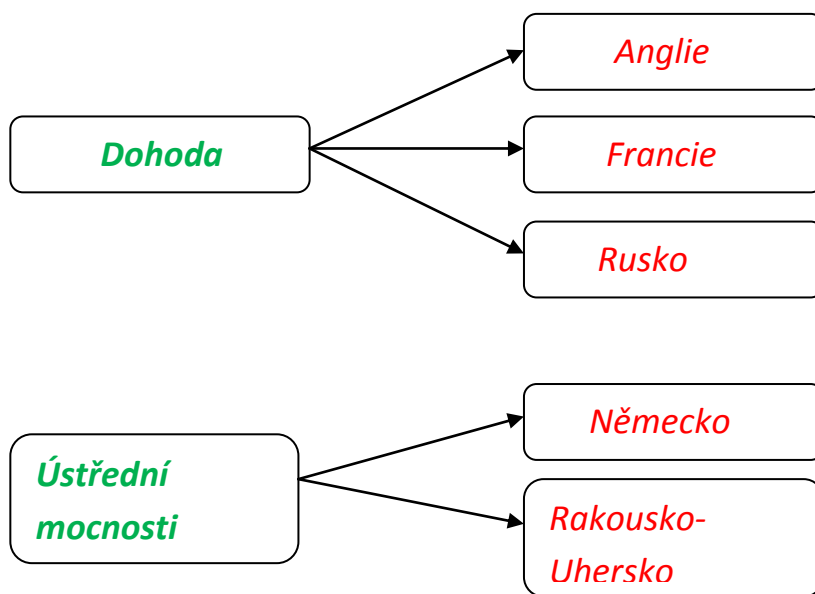 Dohoda
Anglie
Francie
Rusko
Ústřední
mocnosti
Německo
Rakousko-
Uhersko